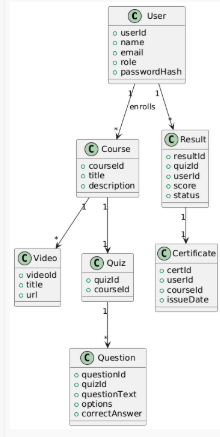 C User
userId
name
email
role
passwordHash
1
1
enrolls
*
*
C Course
courseId
title
description
C Result
resultId
quizId
userId
score
status
1
1
1
*
1
1
C Video
videoId
title
url
C Quiz
quizId
courseId
C Certificate
certId
userId
courseId
issueDate
1
*
C Question
questionId
quizId
questionText
options
correctAnswer